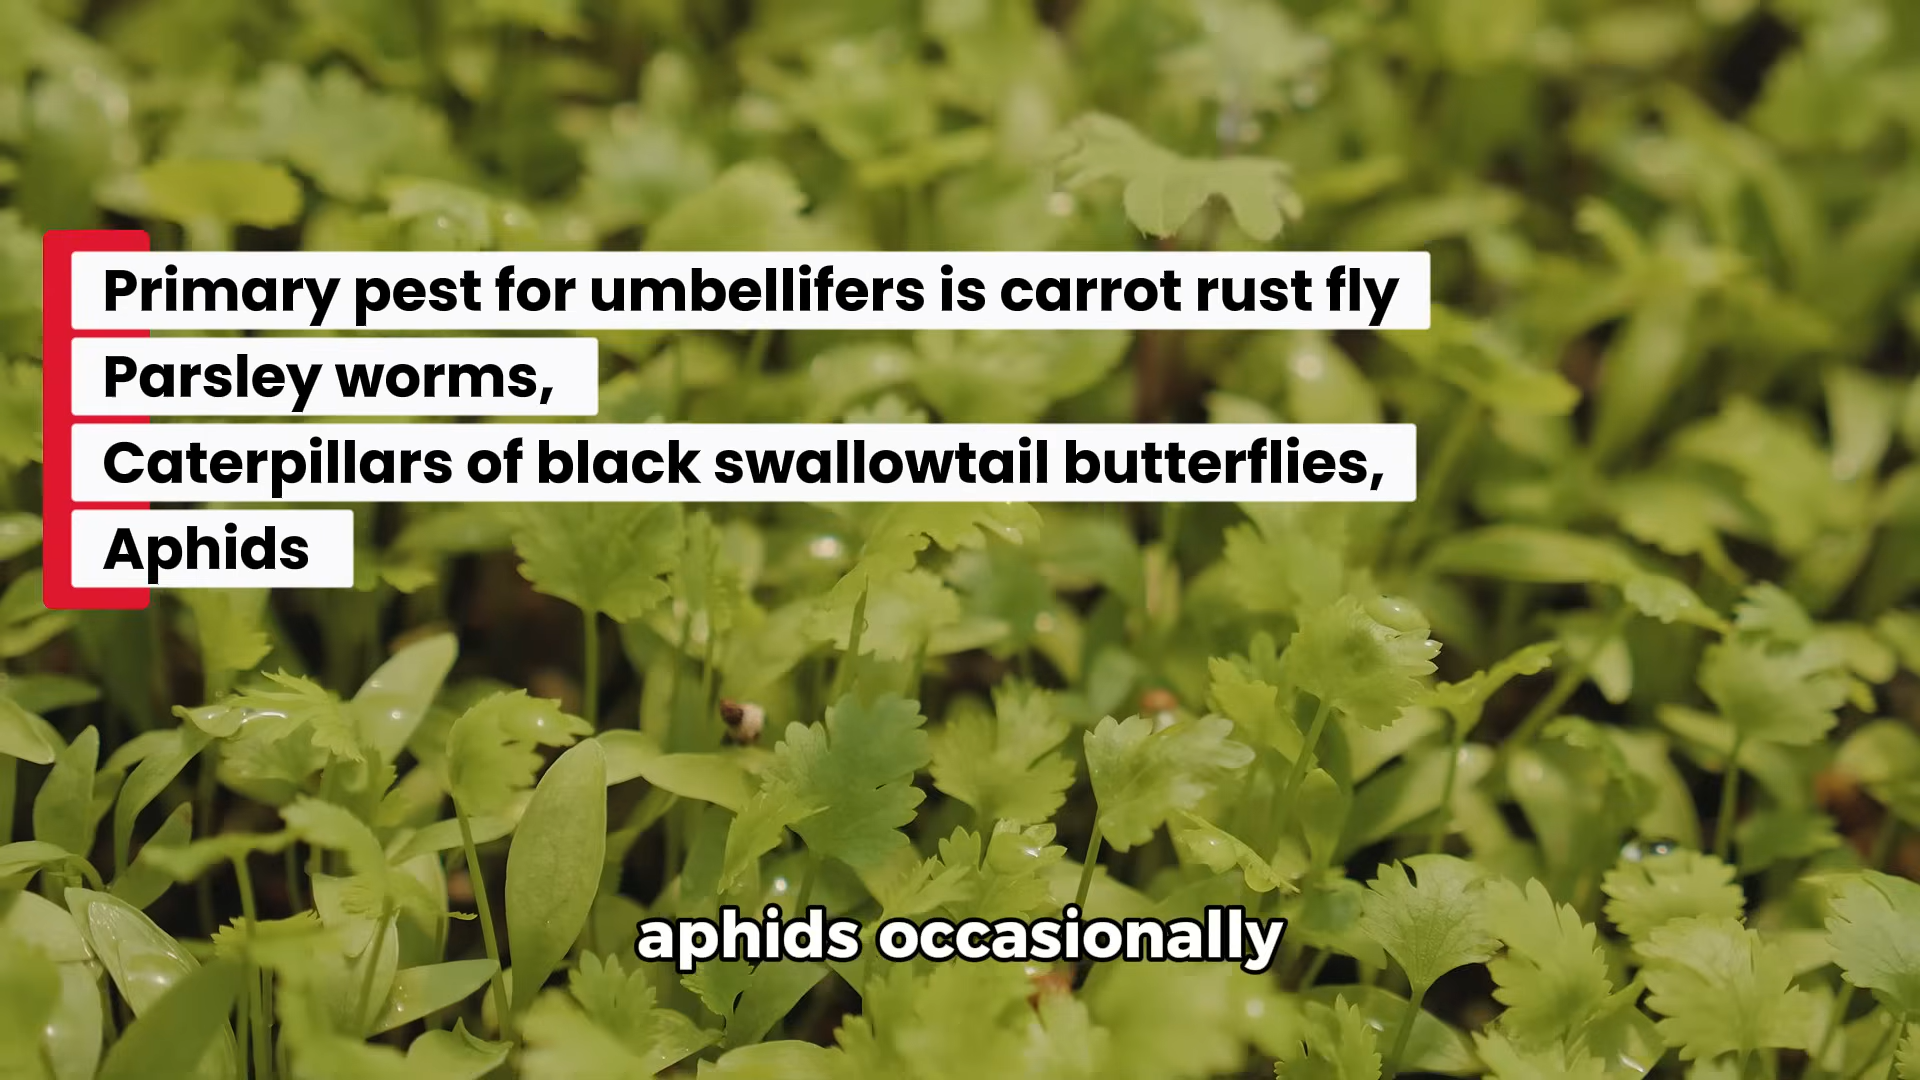 Primary pest for umbellifers is carrot rust fly
Parsley worms,
Caterpillars of black swallowtail butterflies,
Aphids
aphids occasionally